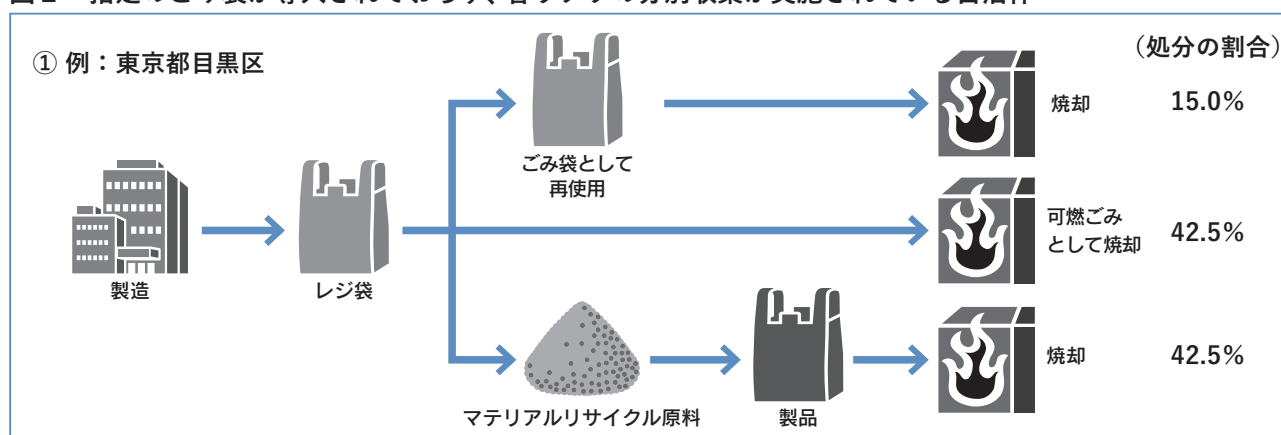 （処分の割合）
① 例：東京都目黒区
焼却
15.0%
ごみ袋として
再使用
可燃ごみ
として焼却
42.5%
製造
レジ袋
焼却
42.5%
マテリアルリサイクル原料
製品